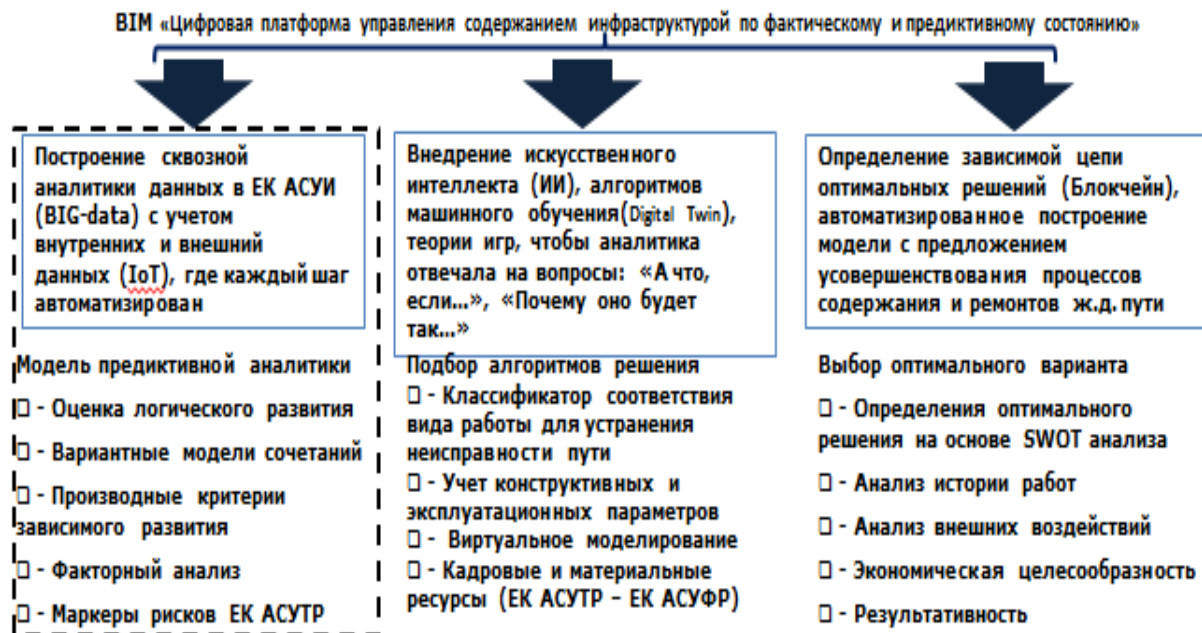 BIM «Цифровая платформа управления содержанием инфраструктурой по фактическому и предиктивному состоянию»
Построение сквозной
аналитики данных в ЕК АСУИ
(BIG-data) с учетом
внутренних и внешний
данных (IoT), где каждый шаг
автоматизирован
Модель предиктивной аналитики
□ - Оценка логического развития
□ - Вариантные модели сочетаний
□ - Производные критерии
зависимого развития
□ - Факторный анализ
□ - Маркеры рисков ЕК АСУТР
Внедрение искусственного
интеллекта (ИИ), алгоритмов
машинного обучения(Digital Twin),
теории игр, чтобы аналитика
отвечала на вопросы: «А что,
если...», «Почему оно будет
так...»
Подбор алгоритмов решения
□ - Классификатор соответствия
вида работы для устранения
неисправности пути
□ - Учет конструктивных и
эксплуатационных параметров
□ - Виртуальное моделирование
□ - Кадровые и материальные
ресурсы (ЕК АСУТР – ЕК АСУФР)
Определение зависимой цепи
оптимальных решений (Блокчейн),
автоматизированное построение
модели с предложением
усовершенствования процессов
содержания и ремонтов ж.д. пути
Выбор оптимального варианта
□ - Определения оптимального
решения на основе SWOT анализа
□ - Анализ истории работ
□ - Анализ внешних воздействий
□ - Экономическая целесообразность
□ - Результативность